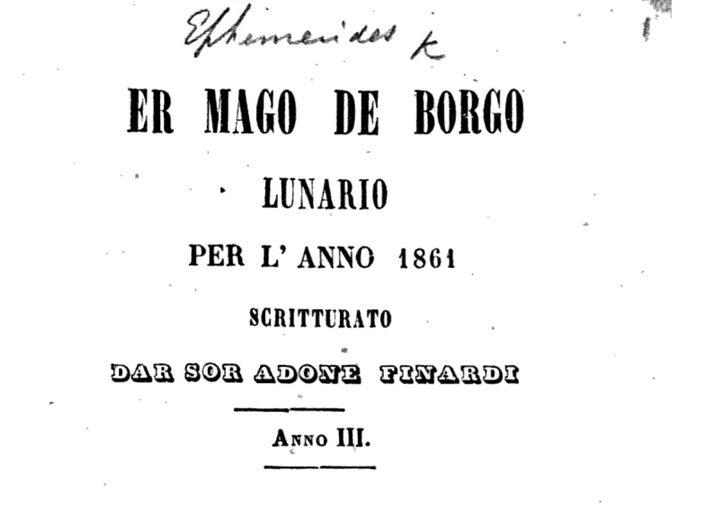 Ephemerides K
ER MAGO DE BORGO
LUNARIO
PER L' ANNO 1861
SCRITTURATO
DAR SOR ADONE FINARDI
ANNO III.